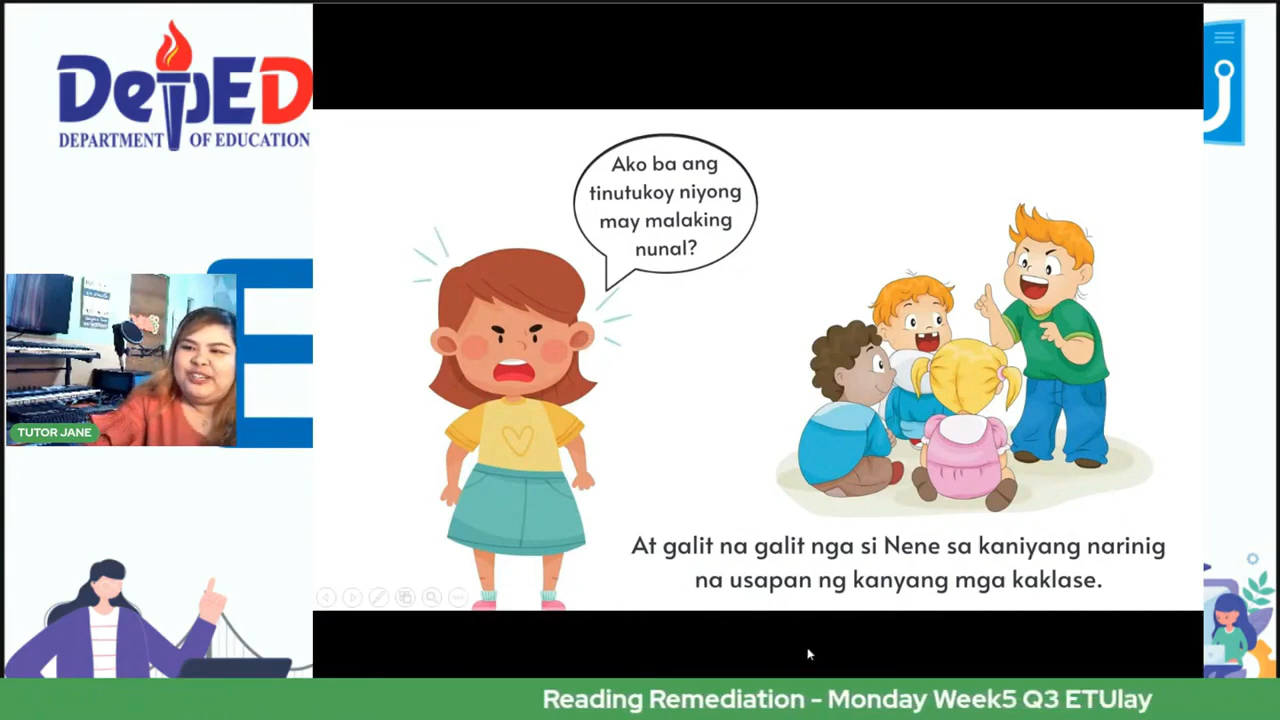 DepED
DEPARTMENT OF EDUCATION
Ako ba ang
tinutukoy niyong
may malaking
nunal?
TUTOR JANE
At galit na galit nga si Nene sa kaniyang narinig
na usapan ng kanyang mga kaklase.
Reading Remediation - Monday Week5 Q3 ETUlay